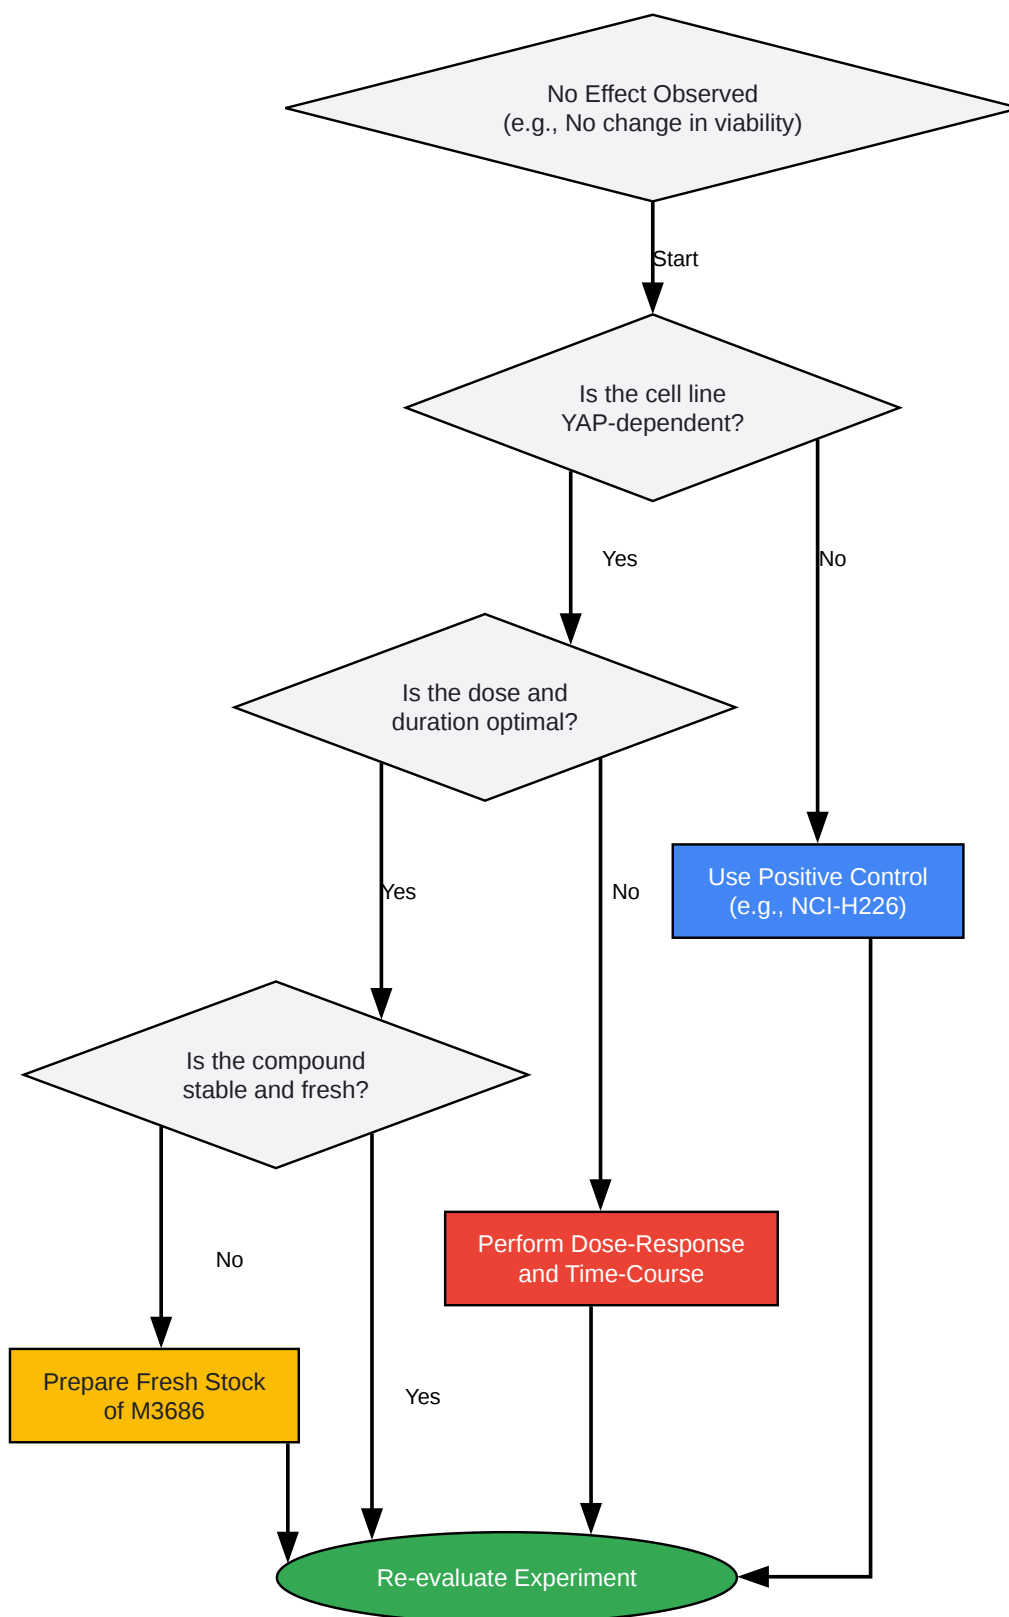 No Effect Observed
(e.g., No change in viability)
Start
Is the cell line
YAP-dependent?
Yes
No
Is the dose and
duration optimal?
Yes
No
Use Positive Control
(e.g., NCI-H226)
Is the compound
stable and fresh?
No
Perform Dose-Response
and Time-Course
Prepare Fresh Stock
of M3686
Yes
Re-evaluate Experiment